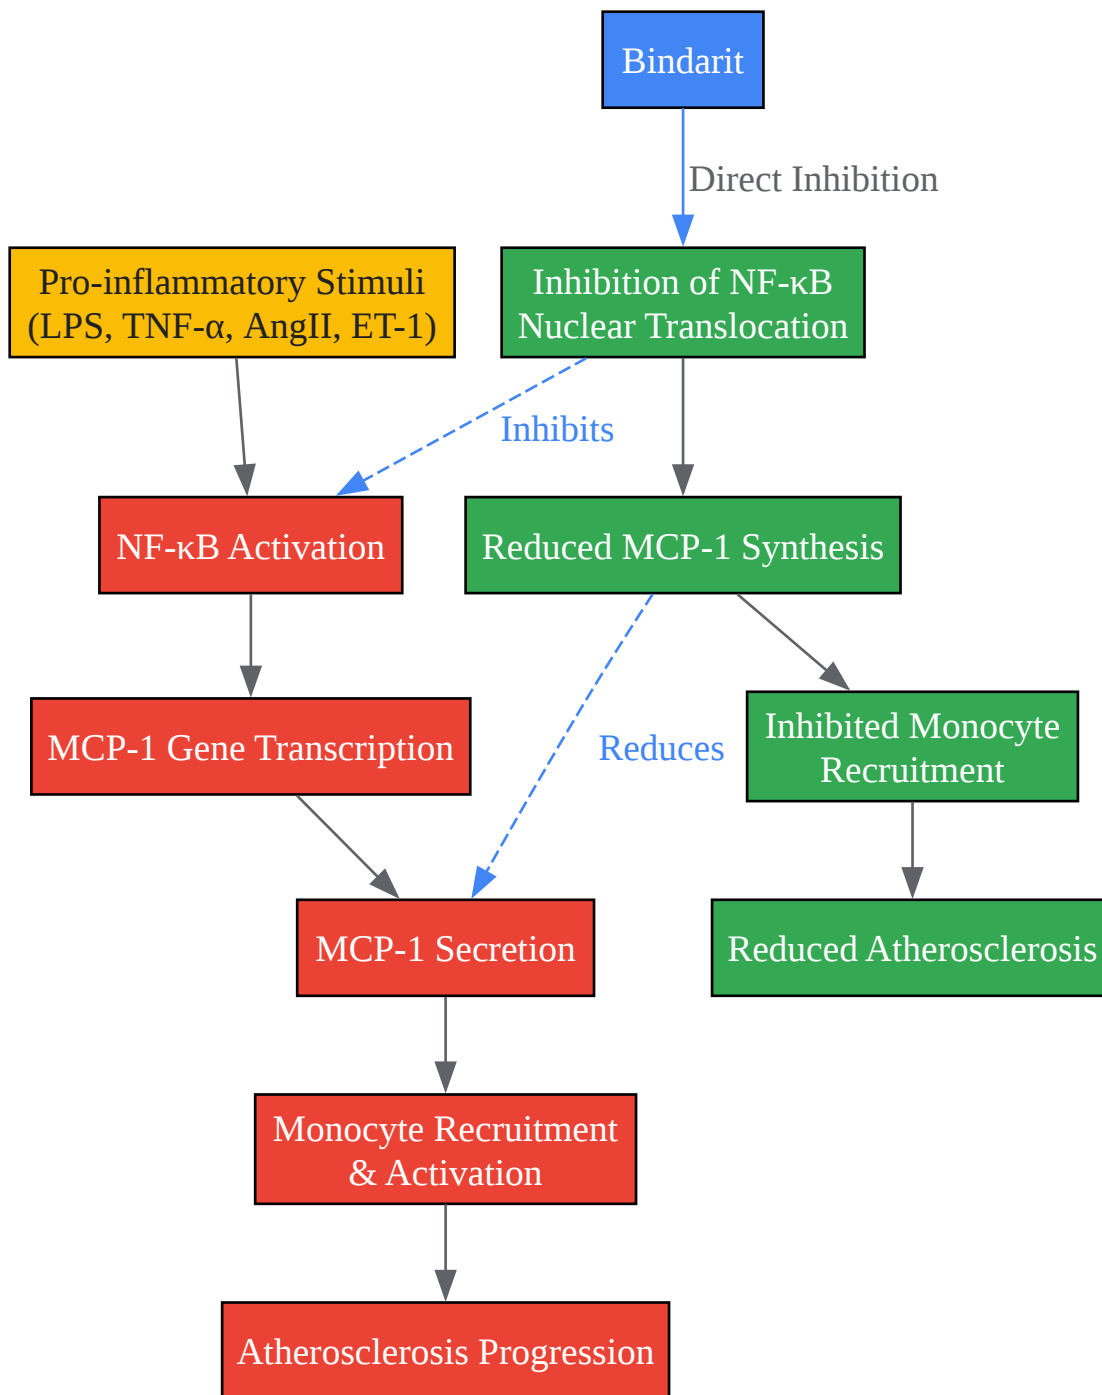 Bindarit
Direct Inhibition
Pro-inflammatory Stimuli
(LPS, TNF-α, AngII, ET-1)
Inhibition of NF-κB
Nuclear Translocation
Inhibits
NF-κB Activation
Reduced MCP-1 Synthesis
MCP-1 Gene Transcription
Reduces
Inhibited Monocyte
Recruitment
MCP-1 Secretion
Reduced Atherosclerosis
Monocyte Recruitment
& Activation
Atherosclerosis Progression